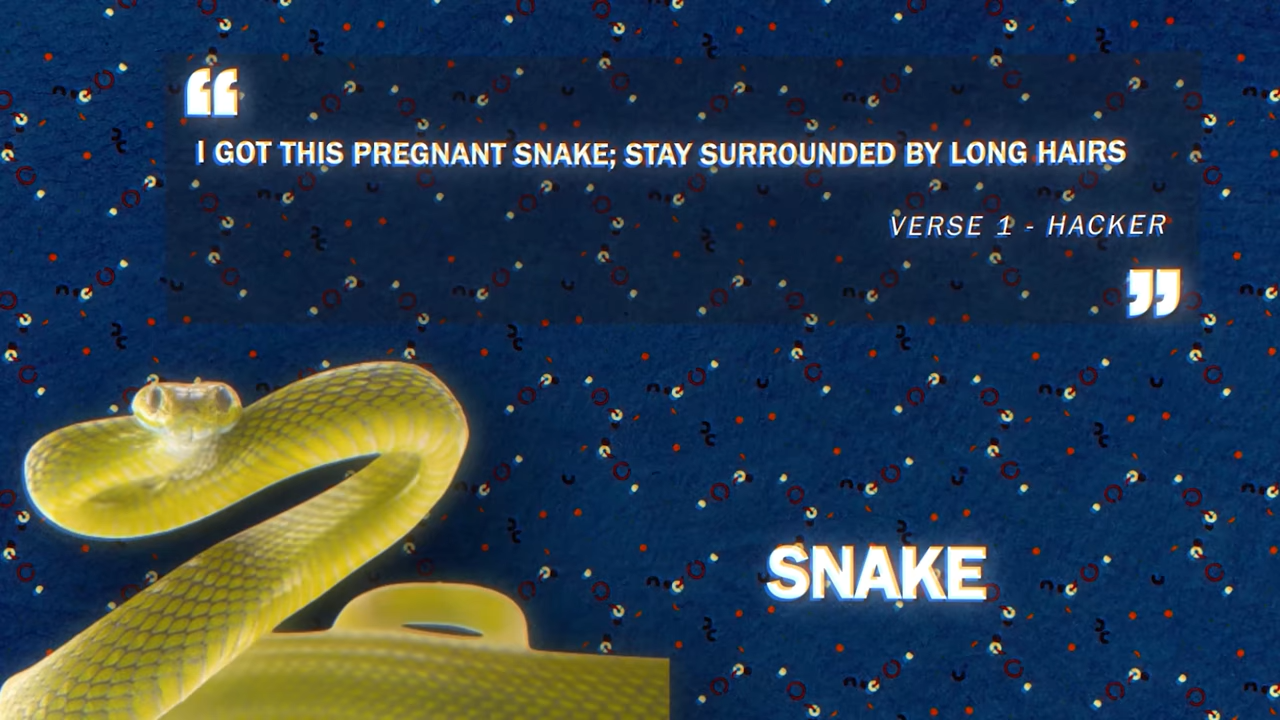 “
I GOT THIS PREGNANT SNAKE; STAY SURROUNDED BY LONG HAIRS
VERSE 1 - HACKER
”
SNAKE